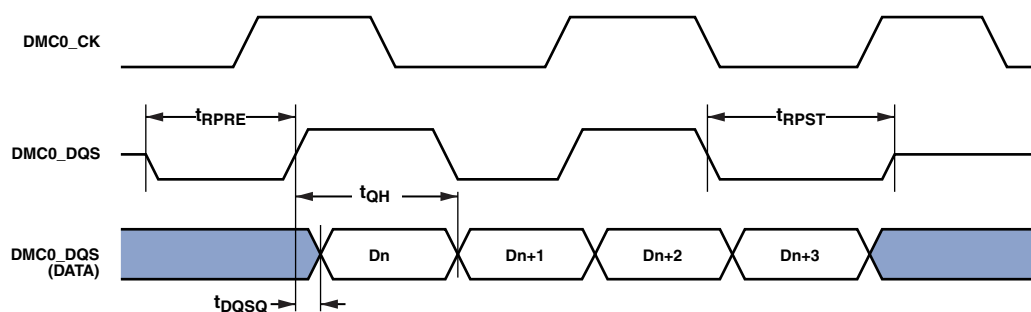 DMC0_CK
tRPRE
tRPST
DMC0_DQS
tQH
DMC0_DQS
(DATA)
Dn
Dn+1
Dn+2
Dn+3
tDQSQ